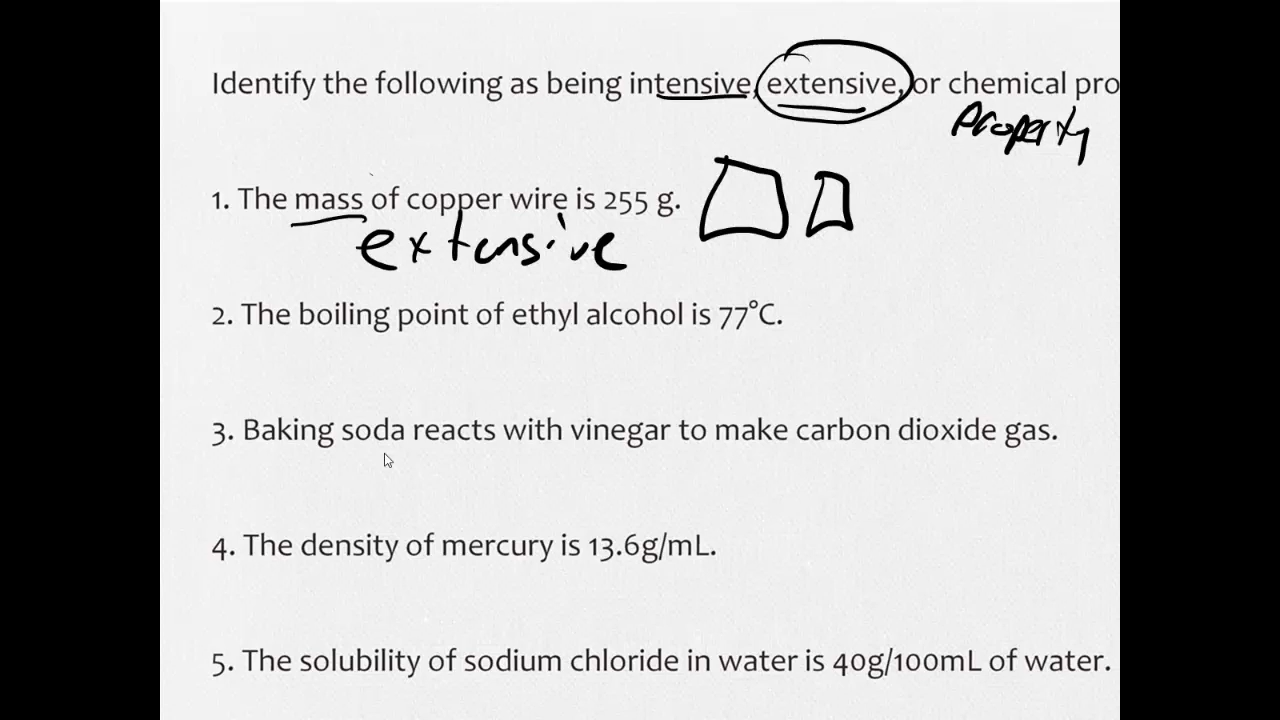 Identify the following as being intensive, extensive, or chemical pro
property
1. The mass of copper wire is 255 g.
extensive
2. The boiling point of ethyl alcohol is 77°C.
3. Baking soda reacts with vinegar to make carbon dioxide gas.
4. The density of mercury is 13.6g/mL.
5. The solubility of sodium chloride in water is 40g/100mL of water.